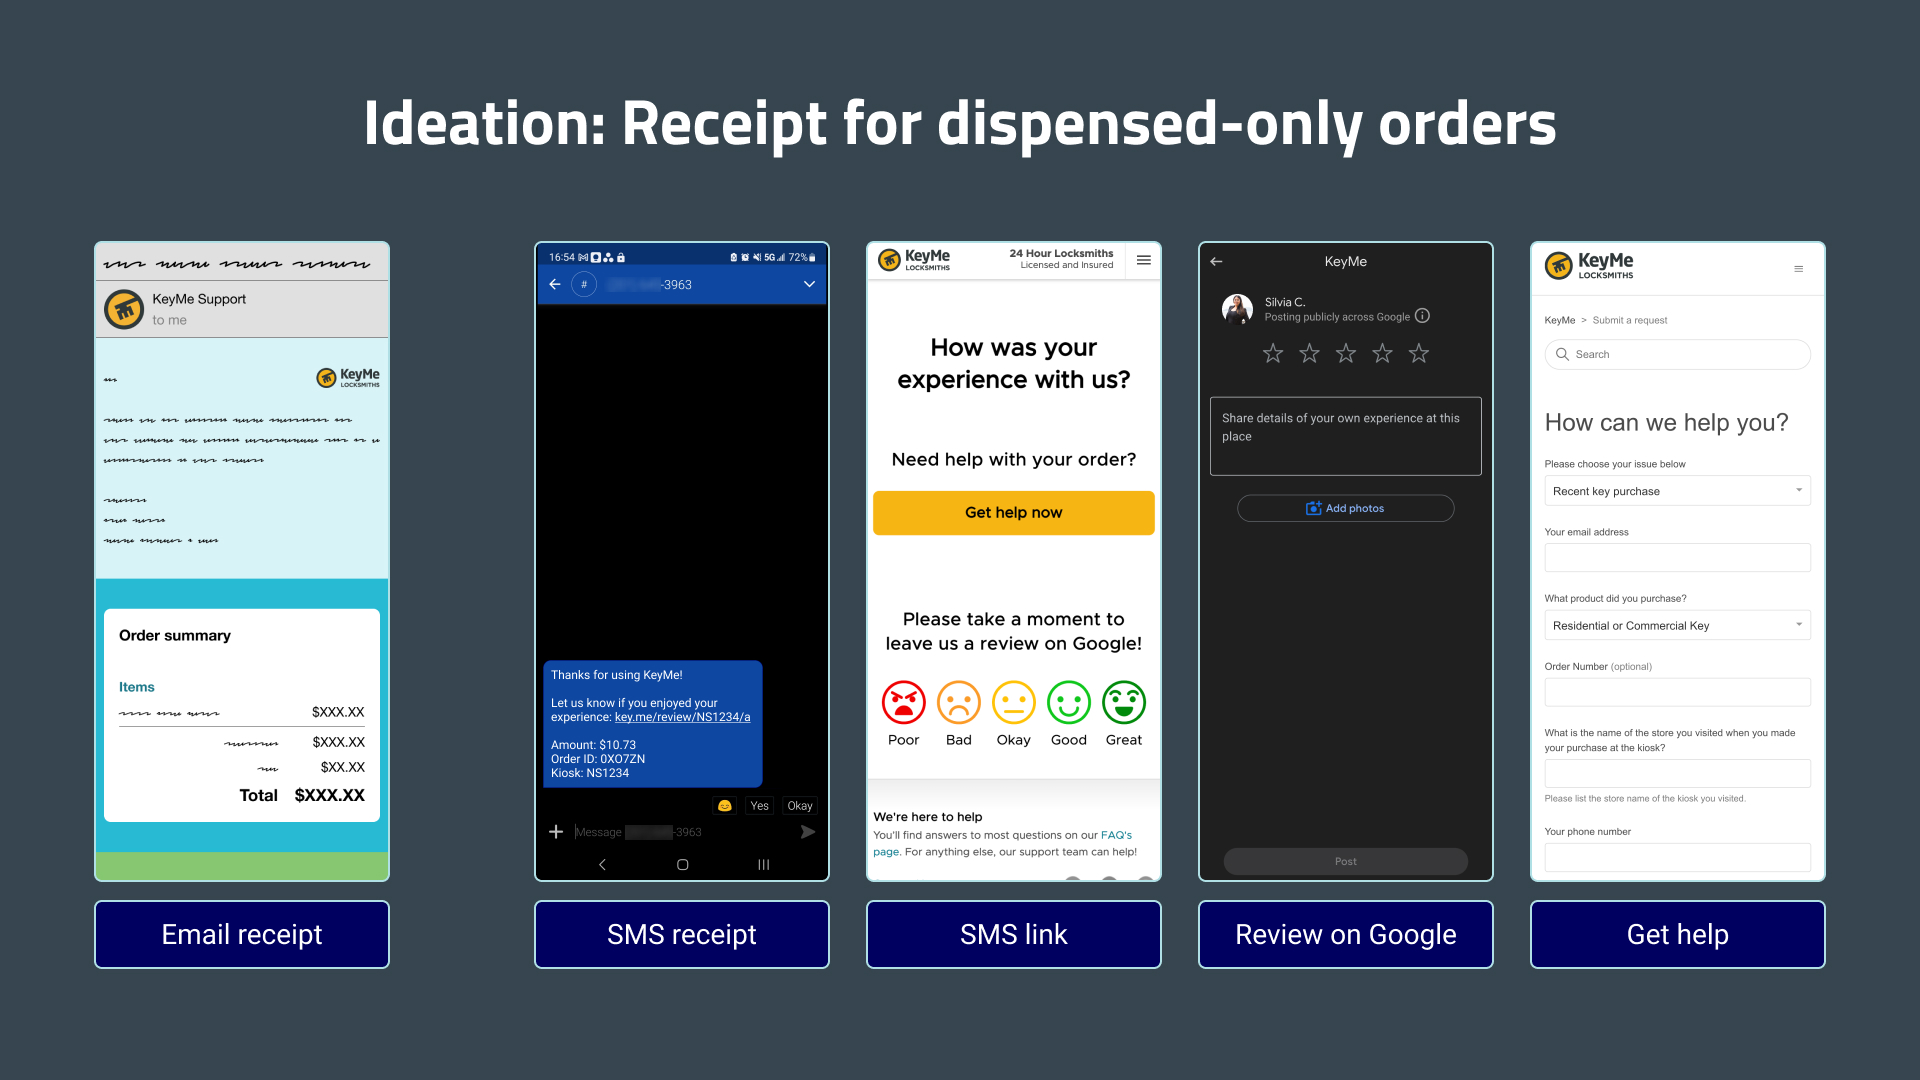 Ideation: Receipt for dispensed-only orders
KeyMe Support
to me
KeyMe
LOCKSMITHS
Order summary
Items
$XXX.XX
$XXX.XX
$XX.XX
Total $XXX.XX
Email receipt
16:54 5G 72%
# -3963
Thanks for using KeyMe!
Let us know if you enjoyed your
experience: key.me/review/NS1234/a
Amount: $10.73
Order ID: 0XO7ZN
Kiosk: NS1234
Yes Okay
Message -3963
SMS receipt
KeyMe
LOCKSMITHS
24 Hour Locksmiths
Licensed and Insured
How was your
experience with us?
Need help with your order?
Get help now
Please take a moment to
leave us a review on Google!
Poor Bad Okay Good Great
We're here to help
You'll find answers to most questions on our FAQ's
page. For anything else, our support team can help!
SMS link
KeyMe
Silvia C.
Posting publicly across Google
Share details of your own experience at this
place
Add photos
Post
Review on Google
KeyMe
LOCKSMITHS
KeyMe > Submit a request
Search
How can we help you?
Please choose your issue below
Recent key purchase
Your email address
What product did you purchase?
Residential or Commercial Key
Order Number (optional)
What is the name of the store you visited when you made
your purchase at the kiosk?
Please list the store name of the kiosk you visited.
Your phone number
Get help